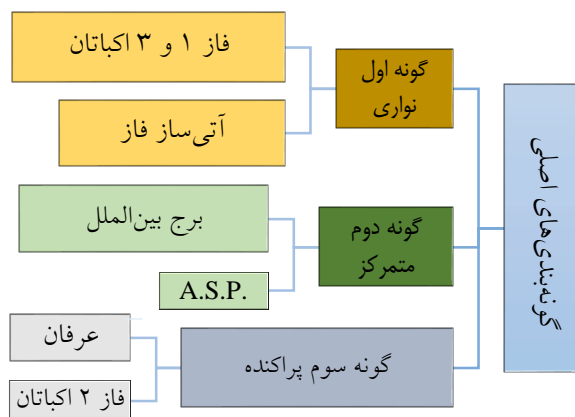 گونه‌بندی‌های اصلی
گونه اول
نواری
فاز ۱ و ۳ اکباتان
آتی‌ساز فاز
گونه دوم
متمرکز
برج بین‌الملل
A.S.P.
گونه سوم پراکنده
عرفان
فاز ۲ اکباتان